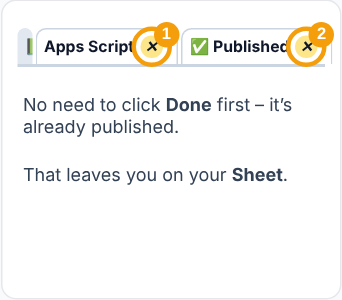 Apps Script × 1 ✅ Published × 2
No need to click Done first – it’s
already published.
That leaves you on your Sheet.